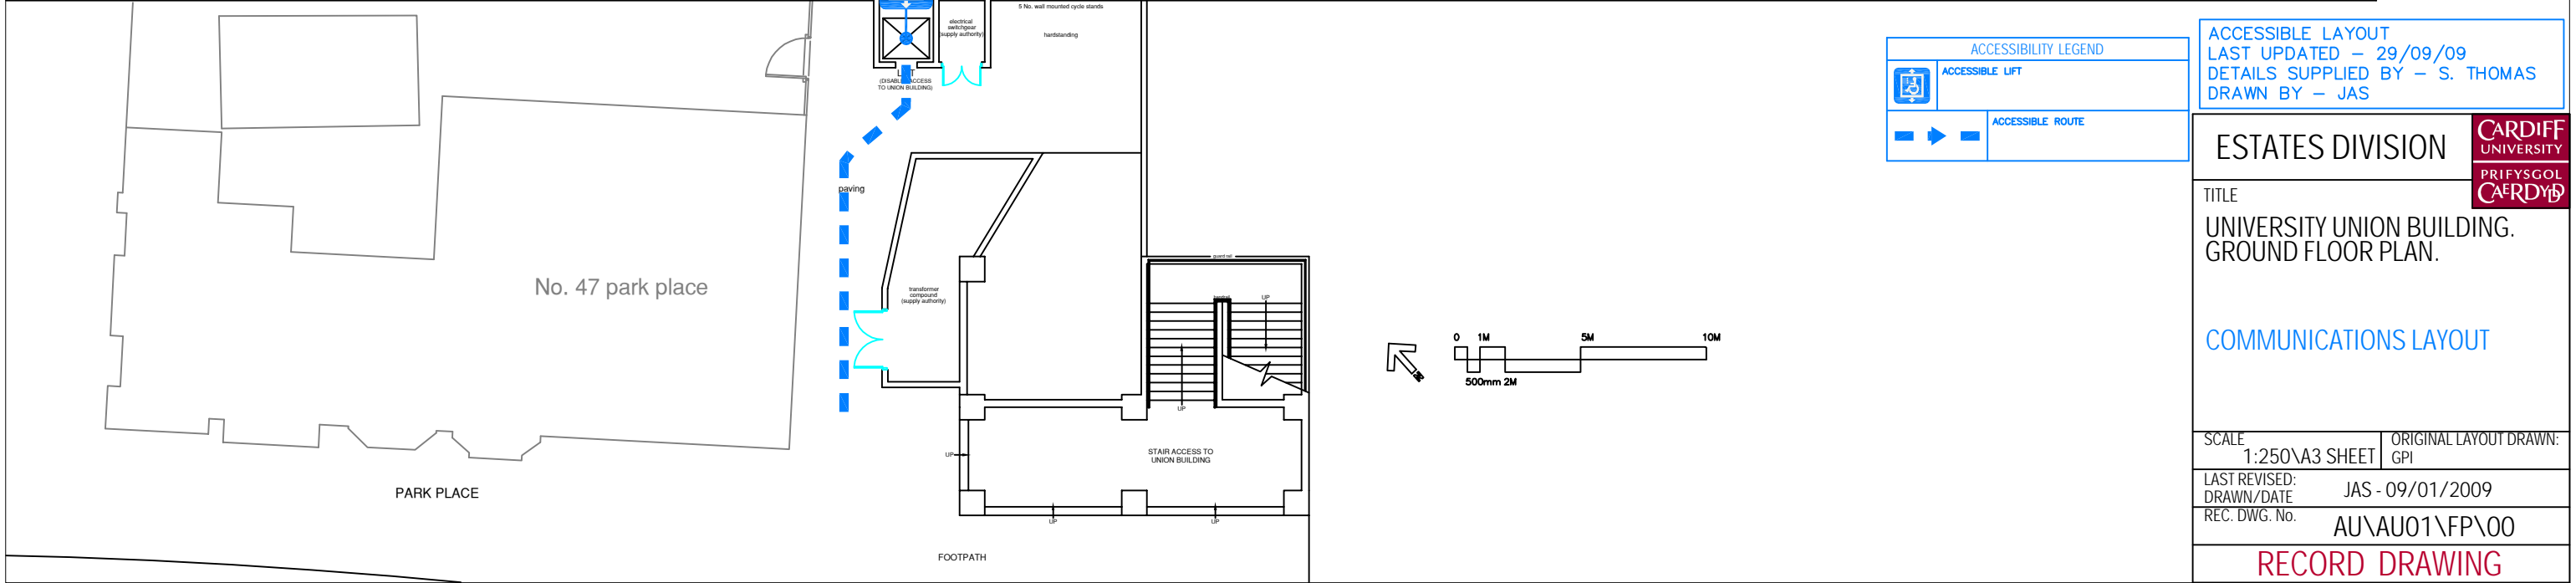 5 No. wall mounted cycle stands
electrical
switchgear
(supply authority)
hardstanding
(DISABLED ACCESS
TO UNION BUILDING)
paving
No. 47 park place
transformer
compound
(supply authority)
guard rail
UP
UP
STAIR ACCESS TO
UNION BUILDING
UP
UP
UP
PARK PLACE
FOOTPATH
0 1M 5M 10M
500mm 2M
ACCESSIBILITY LEGEND
ACCESSIBLE LIFT
ACCESSIBLE ROUTE
ACCESSIBLE LAYOUT
LAST UPDATED – 29/09/09
DETAILS SUPPLIED BY – S. THOMAS
DRAWN BY – JAS
ESTATES DIVISION
CARDIFF
UNIVERSITY
PRIFYSGOL
CAERDYDD
TITLE
UNIVERSITY UNION BUILDING.
GROUND FLOOR PLAN.
COMMUNICATIONS LAYOUT
SCALE
1:250\A3 SHEET
ORIGINAL LAYOUT DRAWN:
GPI
LAST REVISED:
DRAWN/DATE
JAS - 09/01/2009
REC. DWG. No.
AU\AU01\FP\00
RECORD DRAWING